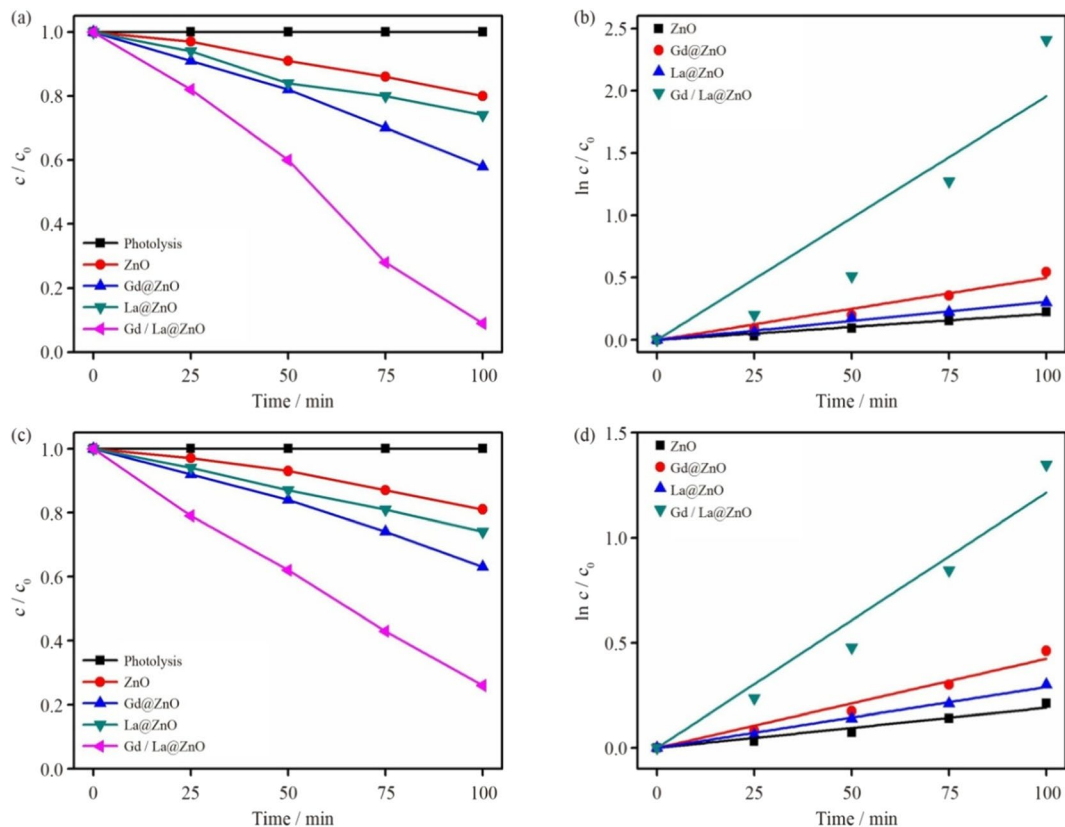 (a)
1.0
0.8
0.6
0.4
0.2
0.0
c / c₀
Photolysis
ZnO
Gd@ZnO
La@ZnO
Gd / La@ZnO
0 25 50 75 100
Time / min
(b)
2.5
2.0
1.5
1.0
0.5
0.0
ln c / c₀
ZnO
Gd@ZnO
La@ZnO
Gd / La@ZnO
0 25 50 75 100
Time / min
(c)
1.0
0.8
0.6
0.4
0.2
0.0
c / c₀
Photolysis
ZnO
Gd@ZnO
La@ZnO
Gd / La@ZnO
0 25 50 75 100
Time / min
(d)
1.5
1.0
0.5
0.0
ln c / c₀
ZnO
Gd@ZnO
La@ZnO
Gd / La@ZnO
0 25 50 75 100
Time / min